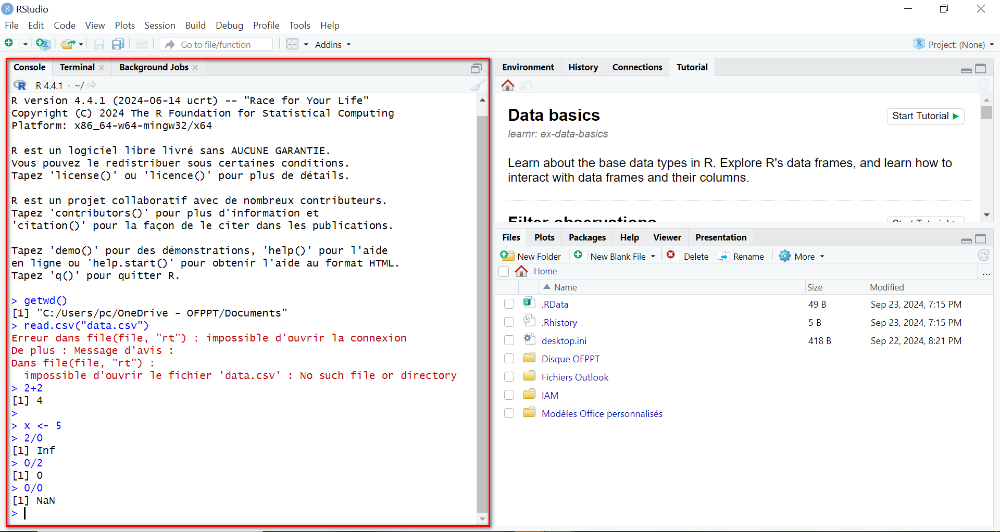 RStudio
File Edit Code View Plots Session Build Debug Profile Tools Help
Go to file/function Addins Project: (None)
Console Terminal Background Jobs
R 4.4.1 · ~/
R version 4.4.1 (2024-06-14 ucrt) -- "Race for Your Life"
Copyright (C) 2024 The R Foundation for Statistical Computing
Platform: x86_64-w64-mingw32/x64
R est un logiciel libre livré sans AUCUNE GARANTIE.
Vous pouvez le redistribuer sous certaines conditions.
Tapez 'license()' ou 'licence()' pour plus de détails.
R est un projet collaboratif avec de nombreux contributeurs.
Tapez 'contributors()' pour plus d'information et
'citation()' pour la façon de le citer dans les publications.
Tapez 'demo()' pour des démonstrations, 'help()' pour l'aide
en ligne ou 'help.start()' pour obtenir l'aide au format HTML.
Tapez 'q()' pour quitter R.
> getwd()
[1] "C:/Users/pc/OneDrive - OFPPT/Documents"
> read.csv("data.csv")
Erreur dans file(file, "rt") : impossible d'ouvrir la connexion
De plus : Message d'avis :
Dans file(file, "rt") :
impossible d'ouvrir le fichier 'data.csv' : No such file or directory
> 2+2
[1] 4
>
> x <- 5
> 2/0
[1] Inf
> 0/2
[1] 0
> 0/0
[1] NaN
>
Environment History Connections Tutorial
Data basics
Start Tutorial
learnr: ex-data-basics
Learn about the base data types in R. Explore R's data frames, and learn how to
interact with data frames and their columns.
Filter observations
Start Tutorial
Files Plots Packages Help Viewer Presentation
New Folder New Blank File Delete Rename More
Home ...
Name Size Modified
.RData 49 B Sep 23, 2024, 7:15 PM
.Rhistory 5 B Sep 23, 2024, 7:15 PM
desktop.ini 418 B Sep 22, 2024, 8:21 PM
Disque OFPPT
Fichiers Outlook
IAM
Modèles Office personnalisés